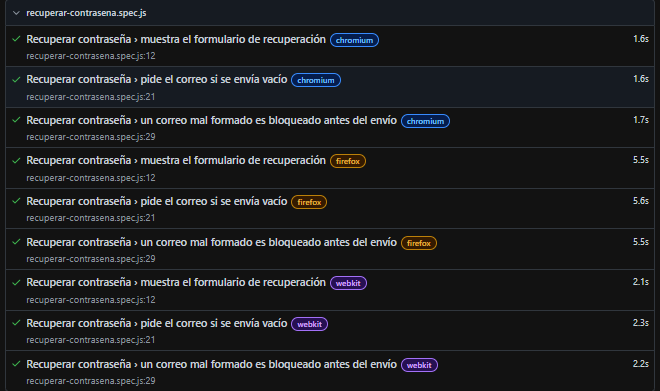 recuperar-contrasena.spec.js
Recuperar contraseña › muestra el formulario de recuperación chromium 1.6s
recuperar-contrasena.spec.js:12
Recuperar contraseña › pide el correo si se envía vacío chromium 1.6s
recuperar-contrasena.spec.js:21
Recuperar contraseña › un correo mal formado es bloqueado antes del envío chromium 1.7s
recuperar-contrasena.spec.js:29
Recuperar contraseña › muestra el formulario de recuperación firefox 5.5s
recuperar-contrasena.spec.js:12
Recuperar contraseña › pide el correo si se envía vacío firefox 5.6s
recuperar-contrasena.spec.js:21
Recuperar contraseña › un correo mal formado es bloqueado antes del envío firefox 5.5s
recuperar-contrasena.spec.js:29
Recuperar contraseña › muestra el formulario de recuperación webkit 2.1s
recuperar-contrasena.spec.js:12
Recuperar contraseña › pide el correo si se envía vacío webkit 2.3s
recuperar-contrasena.spec.js:21
Recuperar contraseña › un correo mal formado es bloqueado antes del envío webkit 2.2s
recuperar-contrasena.spec.js:29